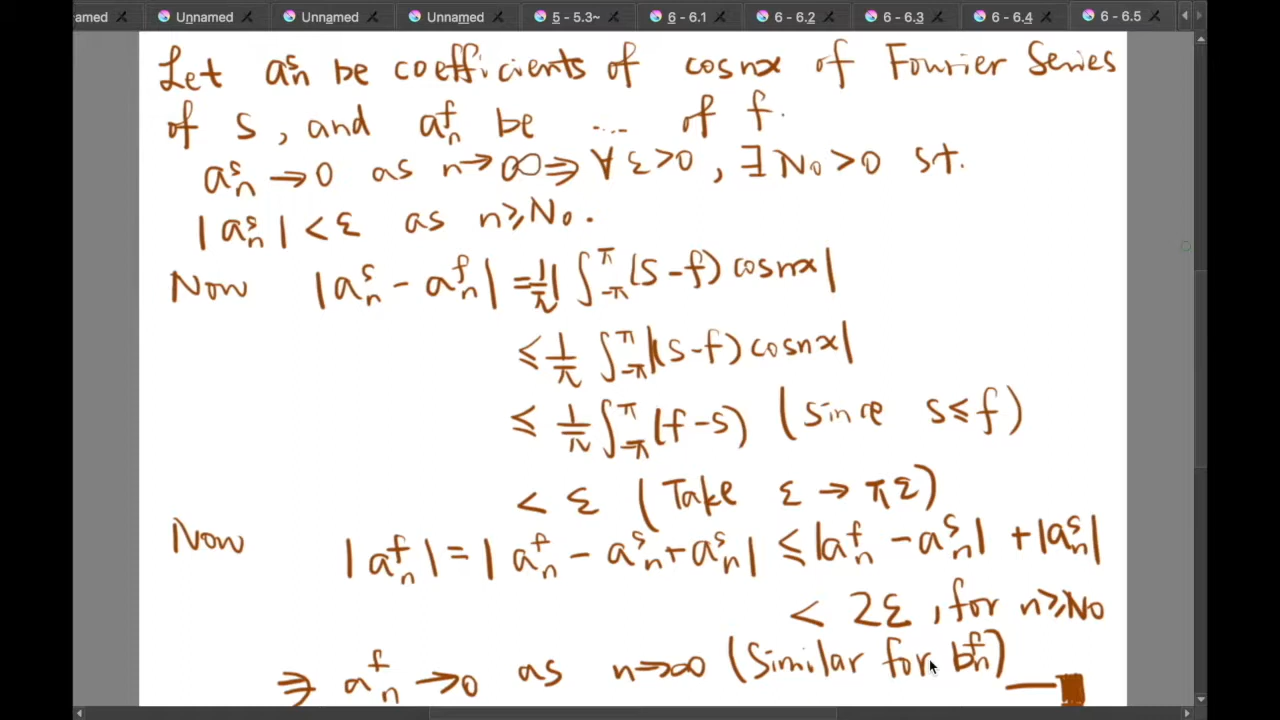 amed Unnamed Unnamed Unnamed 5 - 5.3~ 6 - 6.1 6 - 6.2 6 - 6.3 6 - 6.4 6 - 6.5
Let aˢₙ be coefficients of cosnx of Fourier Series
of s, and aᶠₙ be ... of f.
aˢₙ → 0 as n→∞ ⇒ ∀ ε>0, ∃ N₀ > 0 st.
|aˢₙ| < ε as n≥N₀.
Now |aˢₙ - aᶠₙ| = 1/π |∫_{-π}^{π} (s-f) cosnx|
≤ 1/π ∫_{-π}^{π} |(s-f) cosnx|
≤ 1/π ∫_{-π}^{π} (f-s) (since s≤f)
< ε (Take ε → πε)
Now |aᶠₙ| = |aᶠₙ - aˢₙ + aˢₙ| ≤ |aᶠₙ - aˢₙ| + |aˢₙ|
< 2ε, for n≥N₀
⇒ aᶠₙ → 0 as n→∞ (Similar for bᶠₙ)